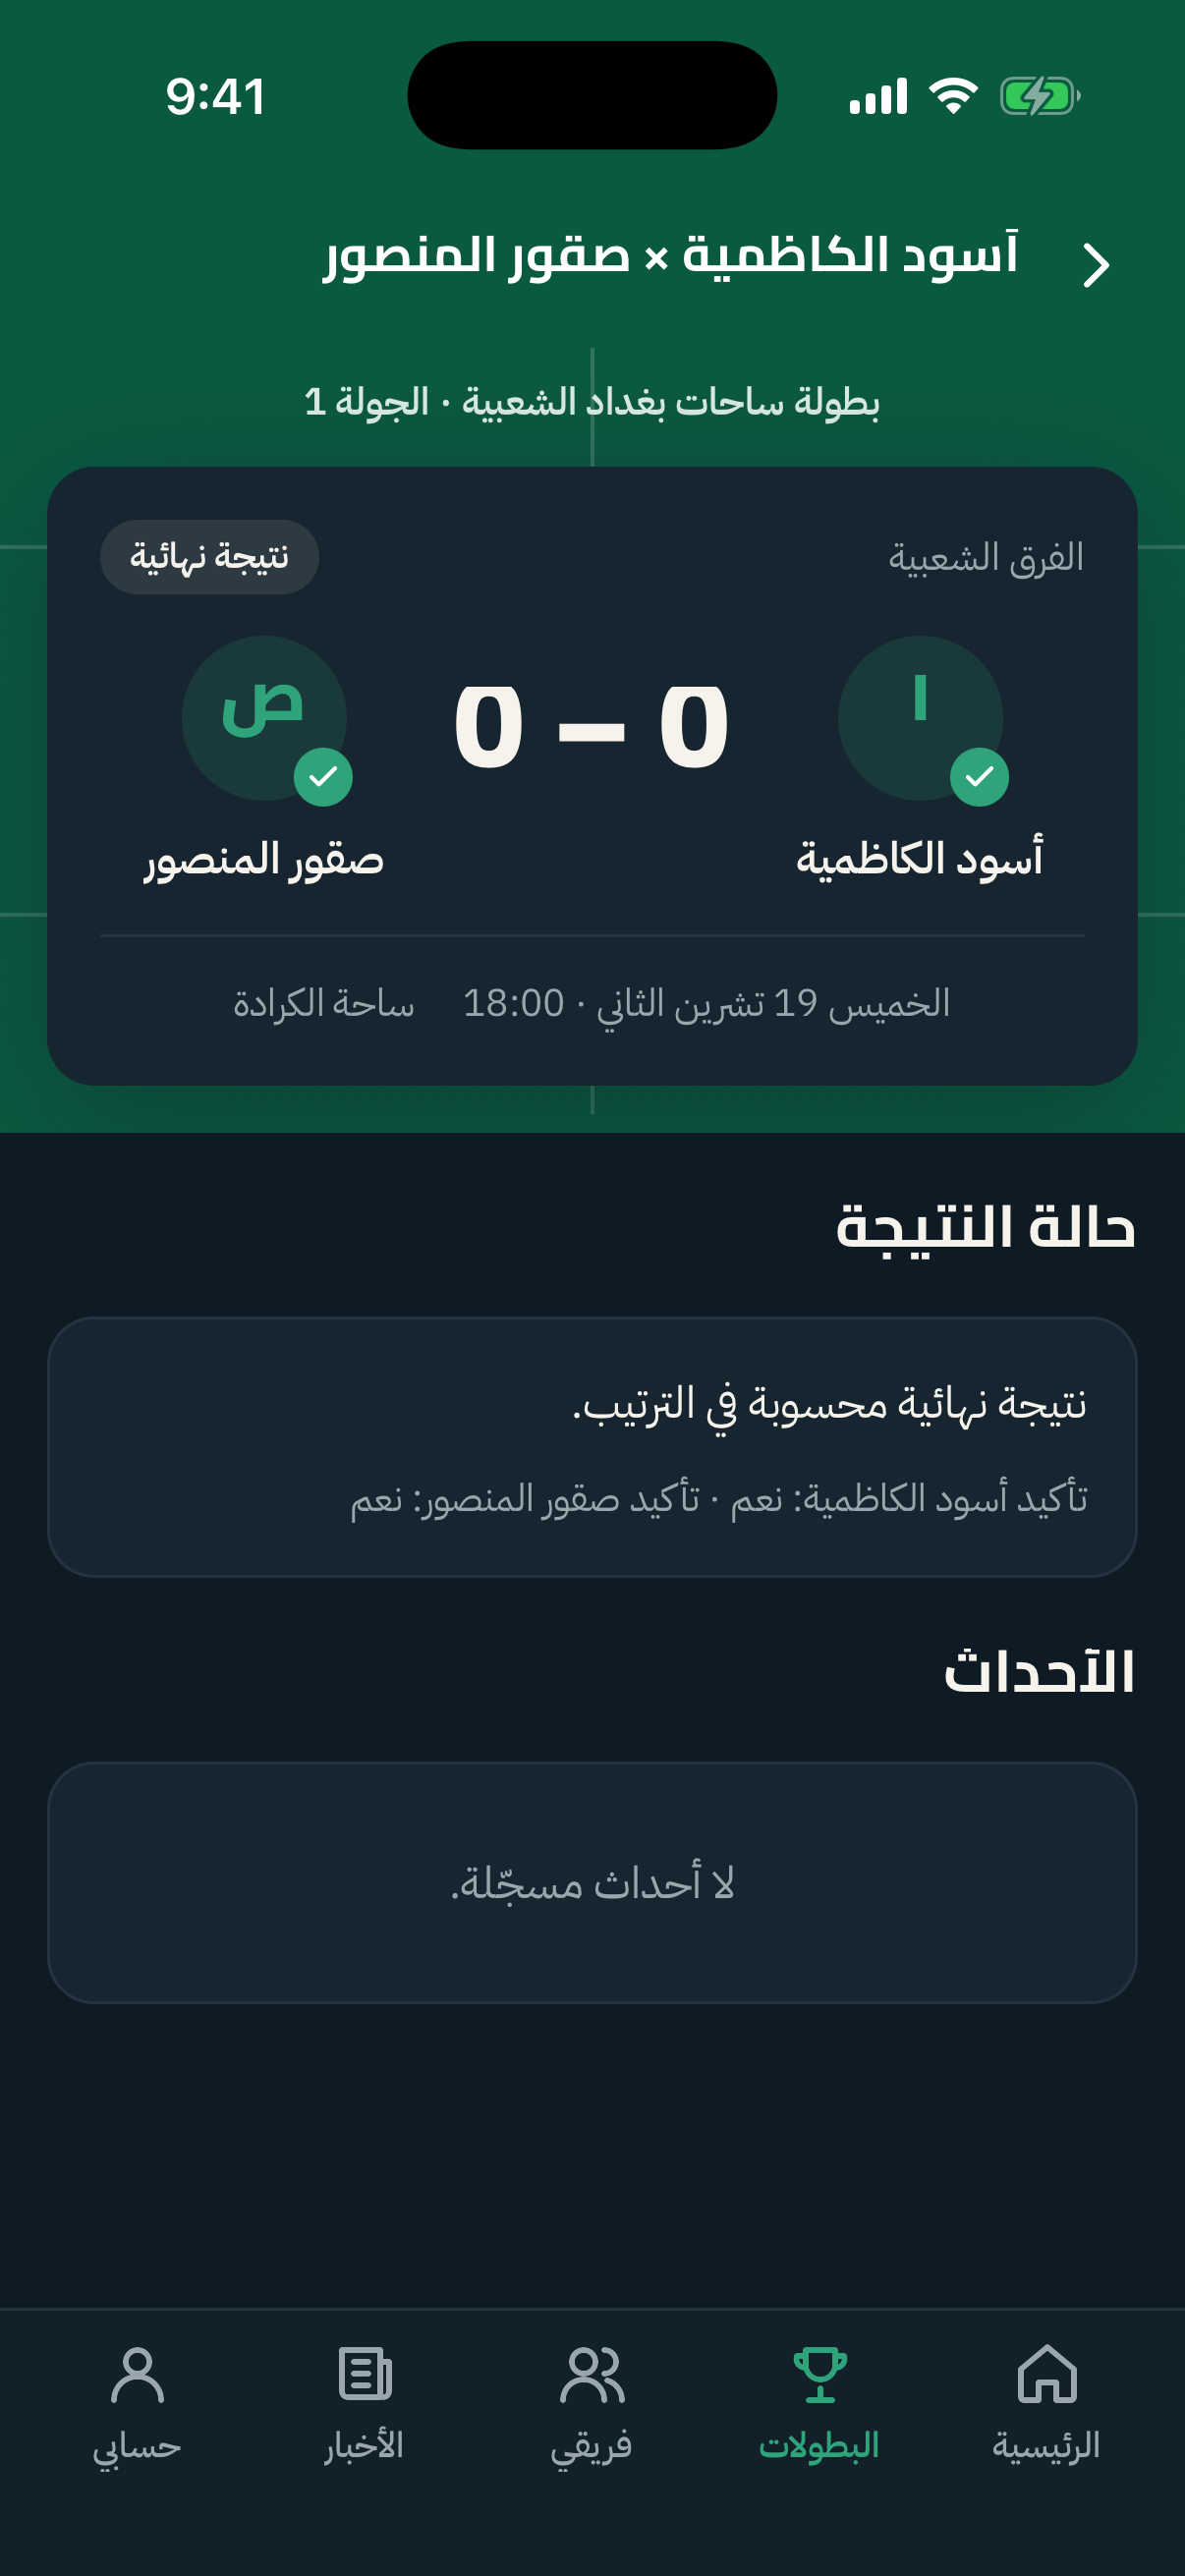 9:41
أسود الكاظمية × صقور المنصور
بطولة ساحات بغداد الشعبية · الجولة 1
الفرق الشعبية
نتيجة نهائية
ا
0 – 0
ص
أسود الكاظمية
صقور المنصور
الخميس 19 تشرين الثاني · 18:00
ساحة الكرادة
حالة النتيجة
نتيجة نهائية محسوبة في الترتيب.
تأكيد أسود الكاظمية: نعم · تأكيد صقور المنصور: نعم
الأحداث
لا أحداث مسجّلة.
الرئيسية
البطولات
فريقي
الأخبار
حسابي